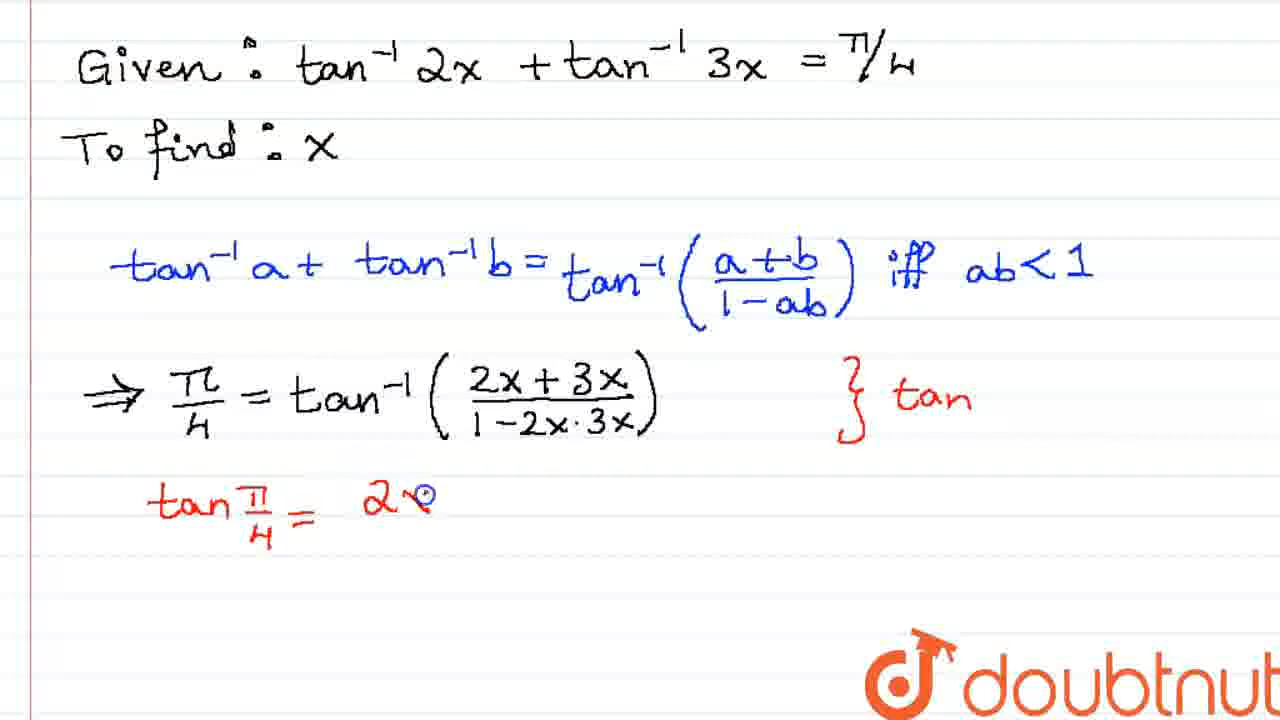 Given : tan⁻¹ 2x + tan⁻¹ 3x = π/4
To find : x
tan⁻¹ a + tan⁻¹ b = tan⁻¹ ( (a+b)/(1-ab) ) iff ab < 1
⇒ π/4 = tan⁻¹ ( (2x + 3x)/(1 - 2x · 3x) ) } tan
tan π/4 = 2x
doubtnut